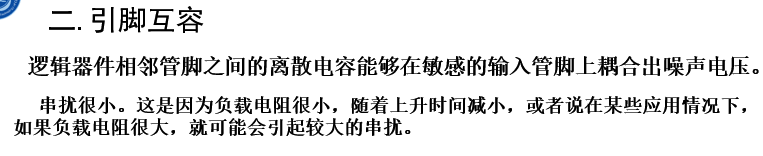 二.引脚互容
逻辑器件相邻管脚之间的离散电容能够在敏感的输入管脚上耦合出噪声电压。
串扰很小。这是因为负载电阻很小，随着上升时间减小，或者说在某些应用情况下，
如果负载电阻很大，就可能会引起较大的串扰。